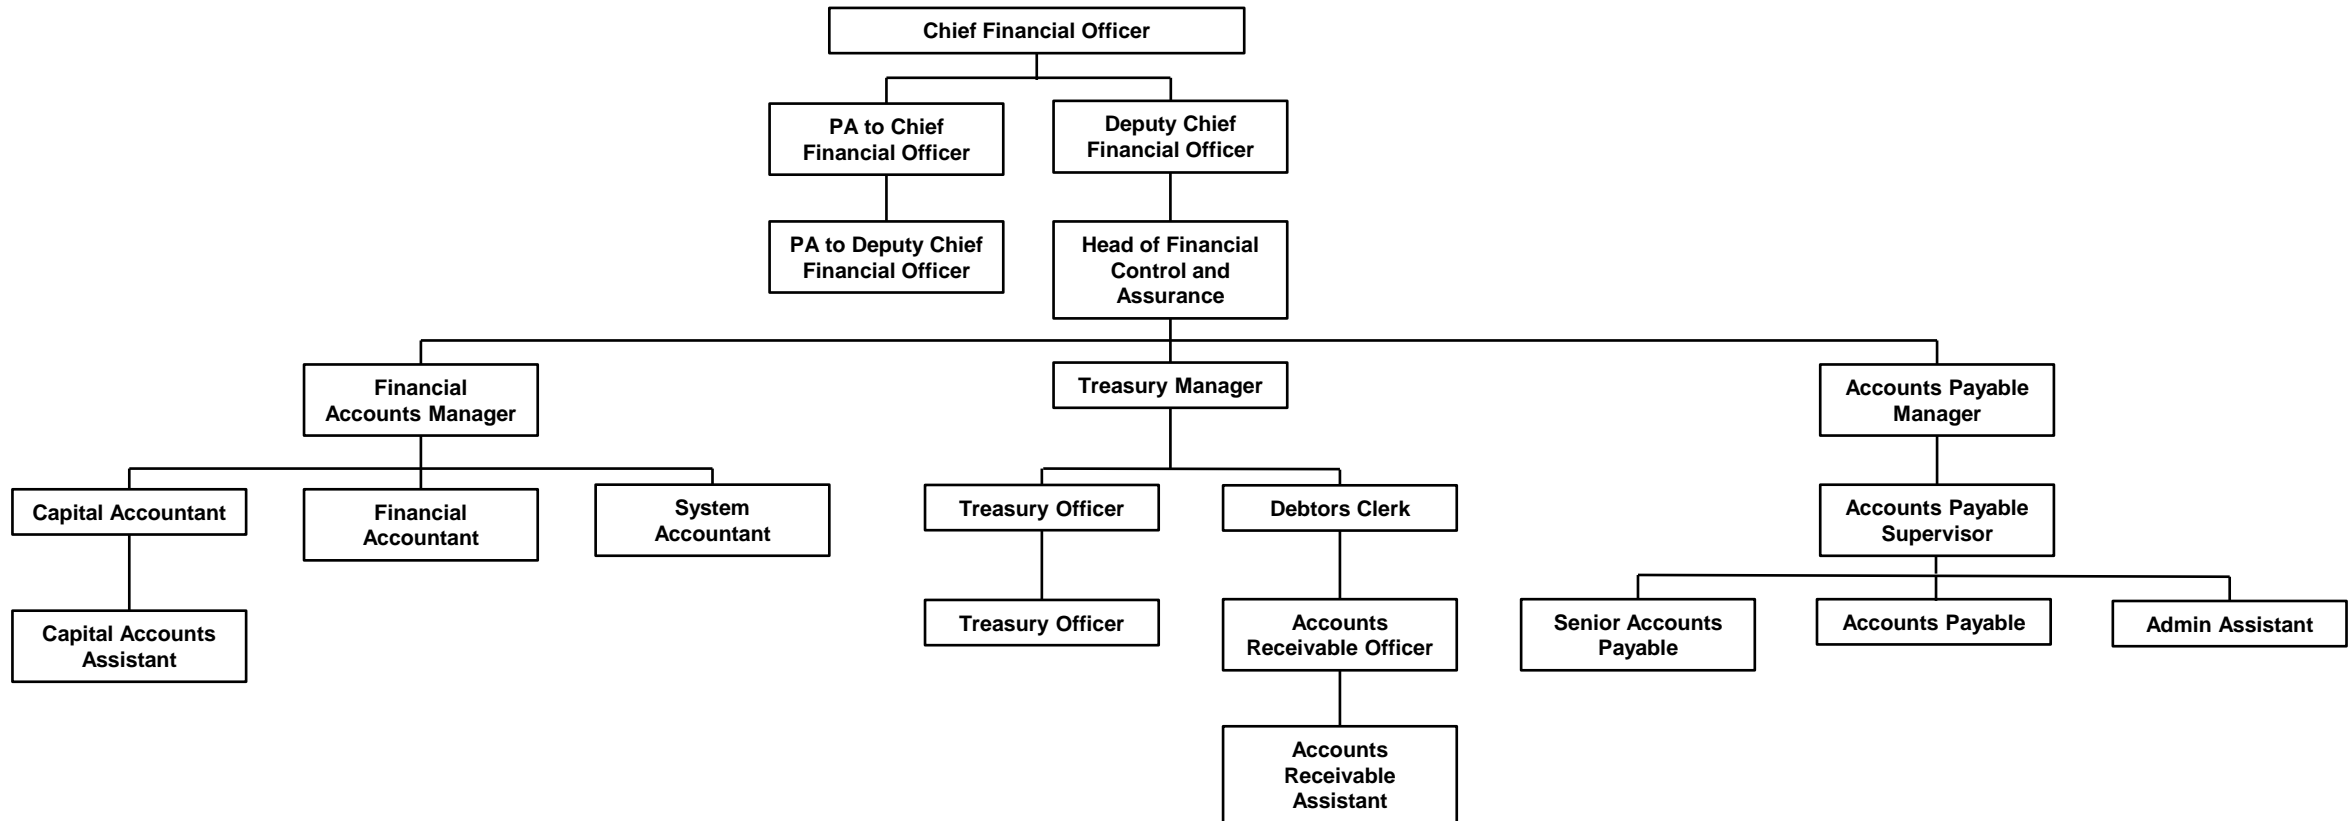 Chief Financial Officer
PA to Chief
Financial Officer
Deputy Chief
Financial Officer
PA to Deputy Chief
Financial Officer
Head of Financial
Control and
Assurance
Financial
Accounts Manager
Treasury Manager
Accounts Payable
Manager
Capital Accountant
Financial
Accountant
System
Accountant
Treasury Officer
Debtors Clerk
Accounts Payable
Supervisor
Capital Accounts
Assistant
Treasury Officer
Accounts
Receivable Officer
Senior Accounts
Payable
Accounts Payable
Admin Assistant
Accounts
Receivable
Assistant